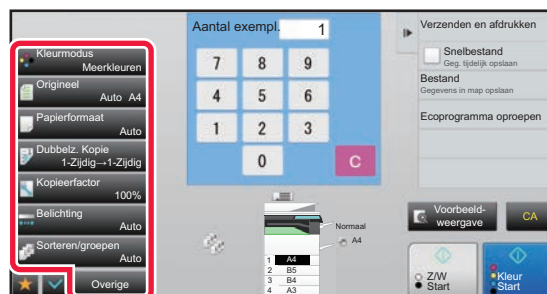 Kleurmodus
Meerkleuren
Origineel
Auto A4
Papierformaat
Auto
Dubbelz. Kopie
1-Zijdig→1-Zijdig
Kopieerfactor
100%
Belichting
Auto
Sorteren/groepen
Auto
Overige
Aantal exempl. 1
7 8 9
4 5 6
1 2 3
0 C
Normaal
A4
1 A4
2 B5
3 B4
4 A3
Verzenden en afdrukken
Snelbestand
Geg. tijdelijk opslaan
Bestand
Gegevens in map opslaan
Ecoprogramma oproepen
Voorbeeld-
weergave
CA
Z/W
Start
Kleur
Start